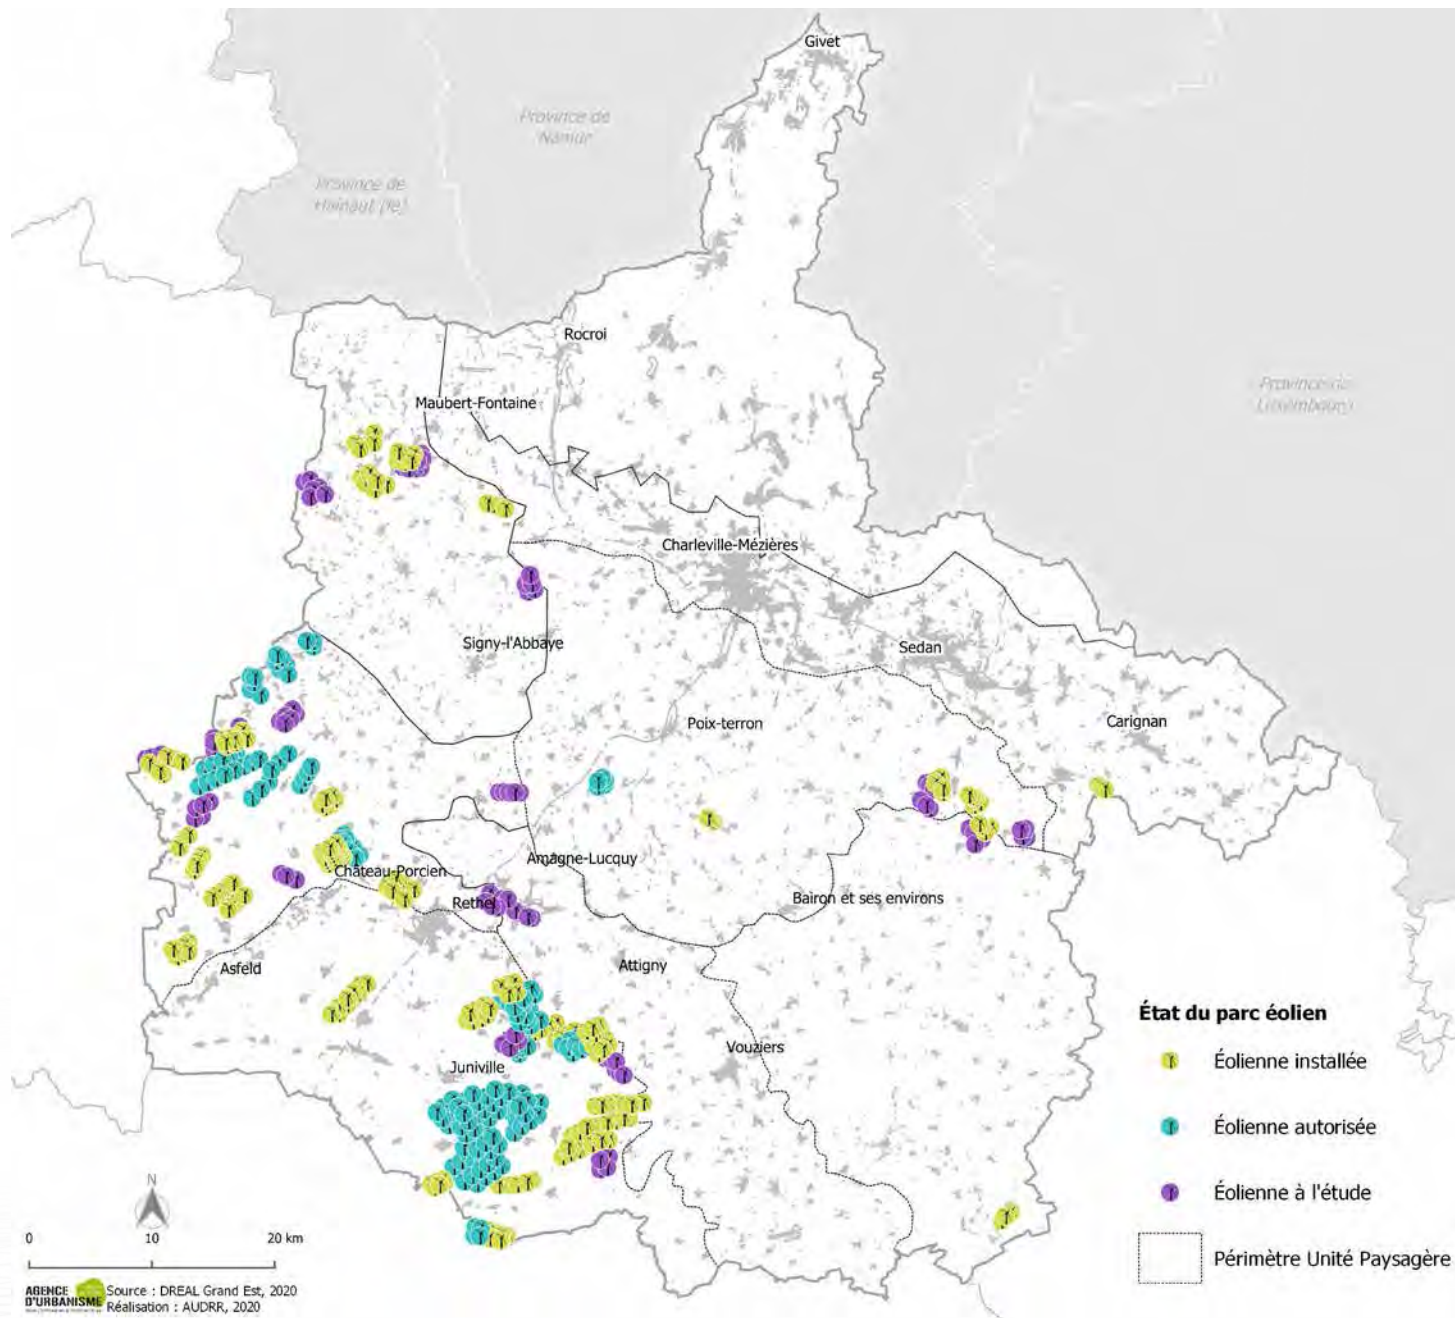 Givet
Province de
Namur
Province de
Hainaut (le)
Rocroi
Province de
Luxembourg
Maubert-Fontaine
Charleville-Mézières
Signy-l'Abbaye
Sedan
Poix-terron
Carignan
Amagne-Lucquy
Château-Porcien
Rethel
Bairon et ses environs
Asfeld
Attigny
Vouziers
Juniville
État du parc éolien
Éolienne installée
Éolienne autorisée
Éolienne à l'étude
Périmètre Unité Paysagère
N
0 10 20 km
AGENCE
D'URBANISME
Source : DREAL Grand Est, 2020
Réalisation : AUDRR, 2020